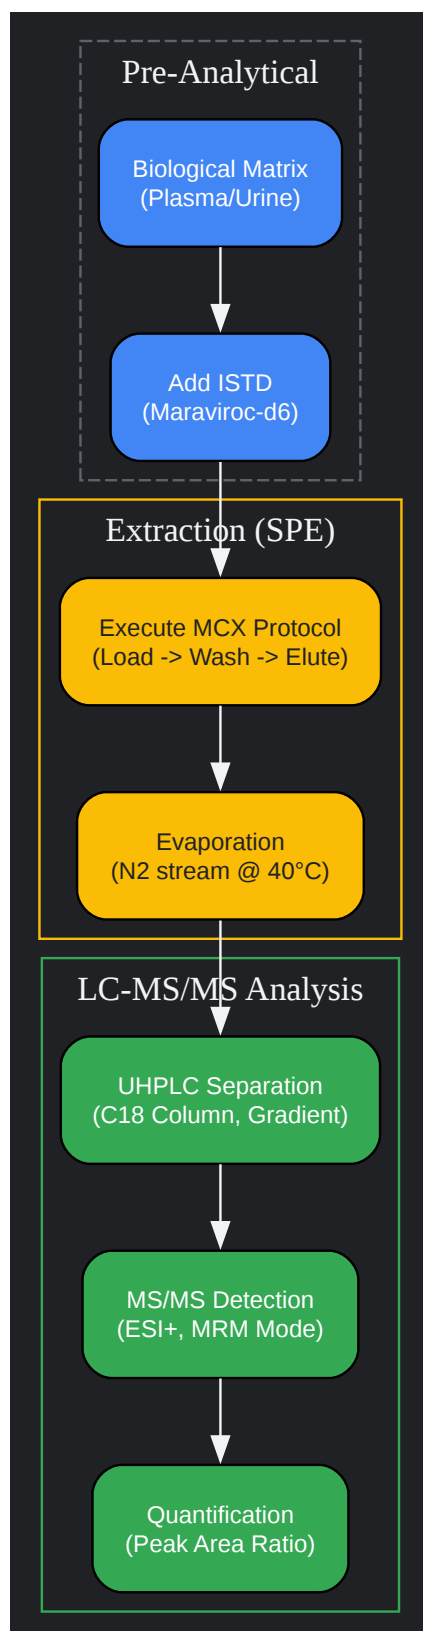 Pre-Analytical
Biological Matrix
(Plasma/Urine)
Add ISTD
(Maraviroc-d6)
Extraction (SPE)
Execute MCX Protocol
(Load -> Wash -> Elute)
Evaporation
(N2 stream @ 40°C)
LC-MS/MS Analysis
UHPLC Separation
(C18 Column, Gradient)
MS/MS Detection
(ESI+, MRM Mode)
Quantification
(Peak Area Ratio)